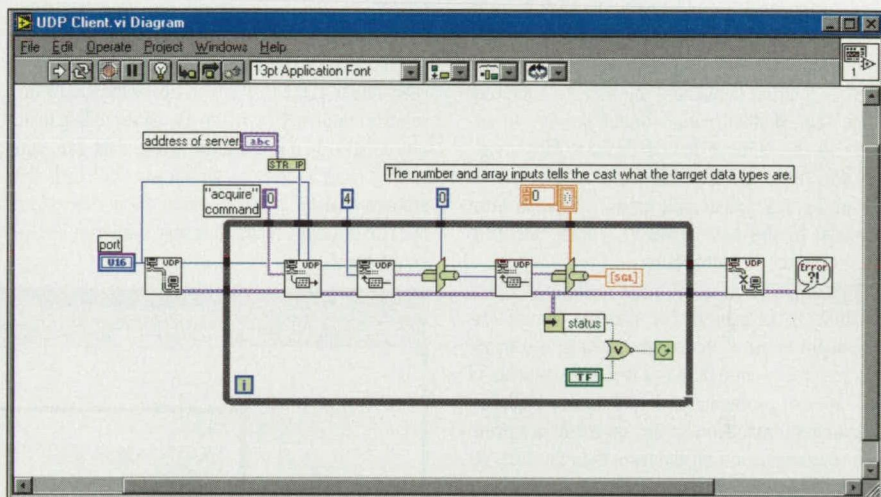 UDP Client.vi Diagram
File Edit Operate Project Windows Help
13pt Application Font
1
address of server abc
STR IP
The number and array inputs tells the cast what the tarrget data types are.
"acquire"
command
0
4
0
0
0
port
U16
UDP
UDP
UDP
UDP
UDP
Error
?!
[SGL]
status
V
TF
i